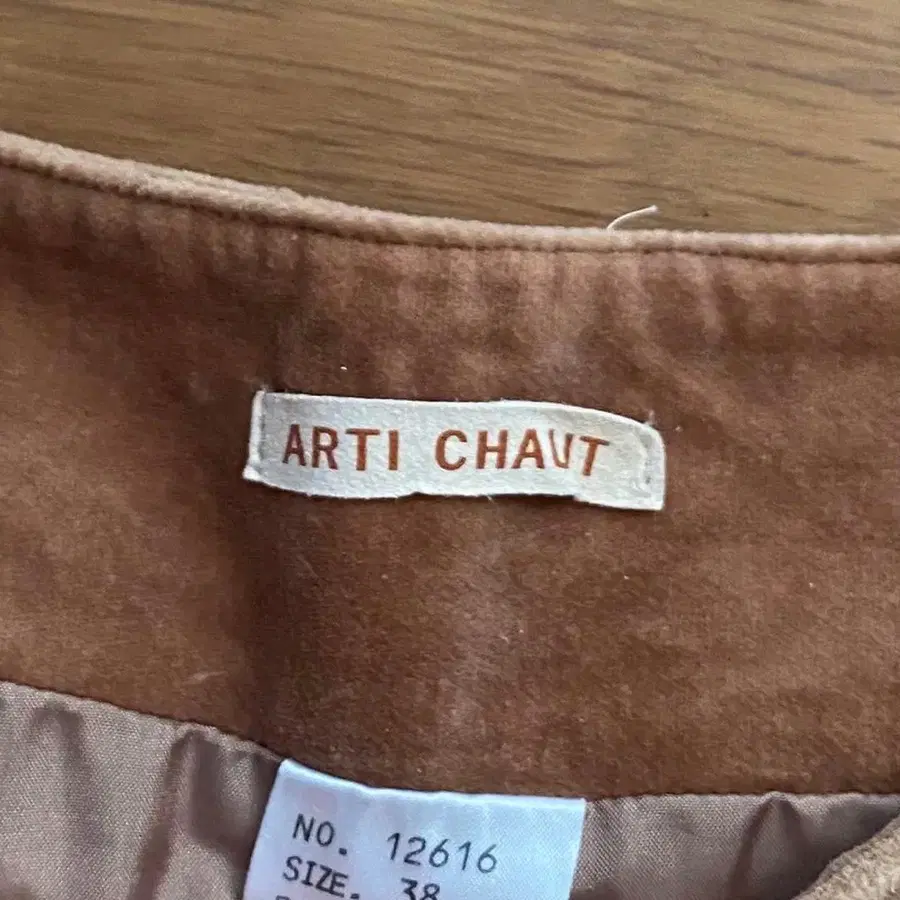 ARTI CHAUT
NO. 12616
SIZE. 38